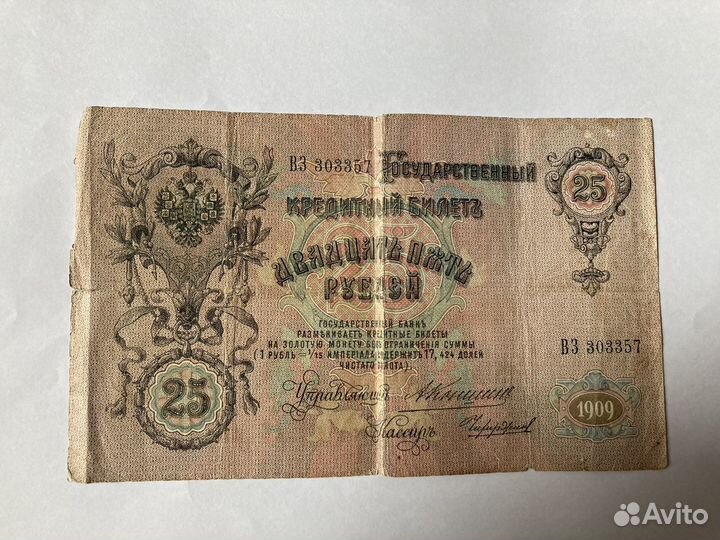 ВЗ 303357
Государственный
25
Кредитный Билетъ
Двадцать пять
25
Рублей
Государственный Банкъ
размѣниваетъ кредитные билеты
на золотую монету безъ ограниченія суммы
(1 рубль = 1/15 имперіала, содержитъ 17,424 долей
чистаго золота).
ВЗ 303357
Управляющій
25
1909
Кассиръ
Avito